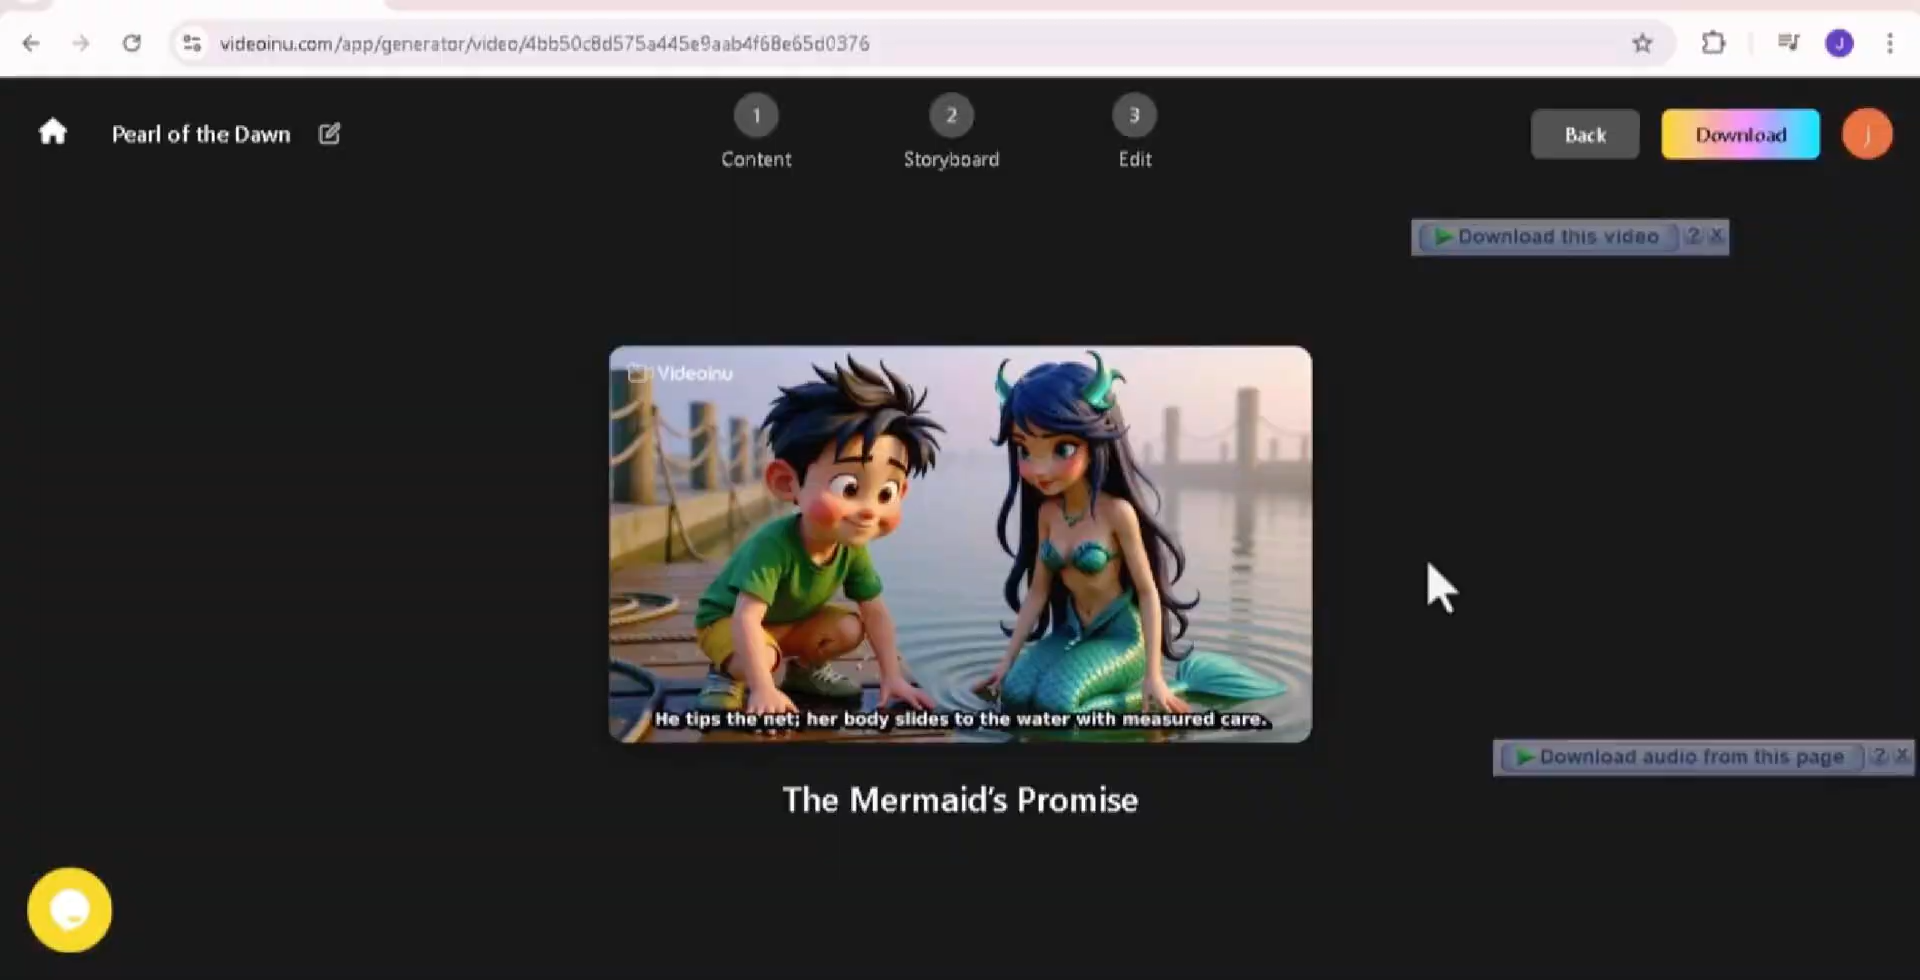 videoinu.com/app/generator/video/4bb50c8d575a445e9aab4f68e65d0376
J
Pearl of the Dawn
1
Content
2
Storyboard
3
Edit
Back
Download
J
Download this video
? X
Videoinu
He tips the net; her body slides to the water with measured care.
Download audio from this page
? X
The Mermaid's Promise